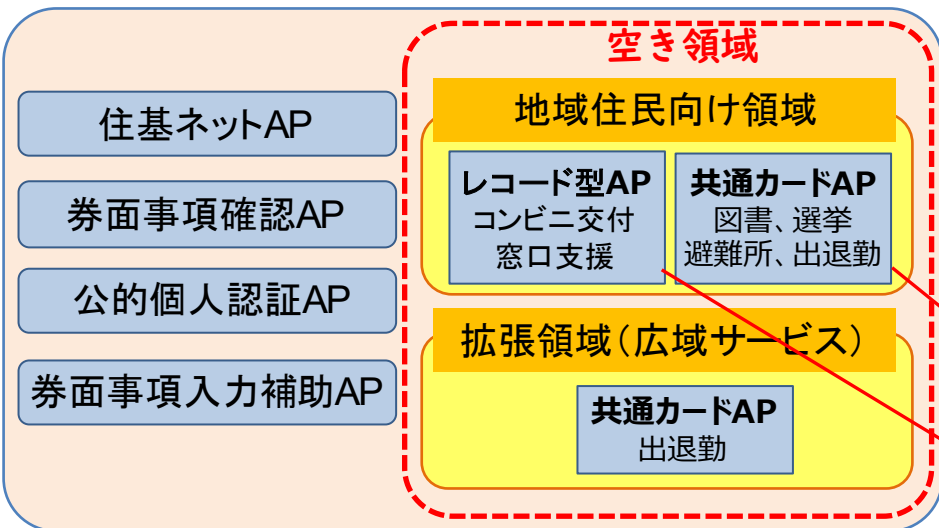 住基ネットAP
券面事項確認AP
公的個人認証AP
券面事項入力補助AP
空き領域
地域住民向け領域
レコード型AP
コンビニ交付
窓口支援
共通カードAP
図書、選挙
避難所、出退勤
拡張領域(広域サービス)
共通カードAP
出退勤